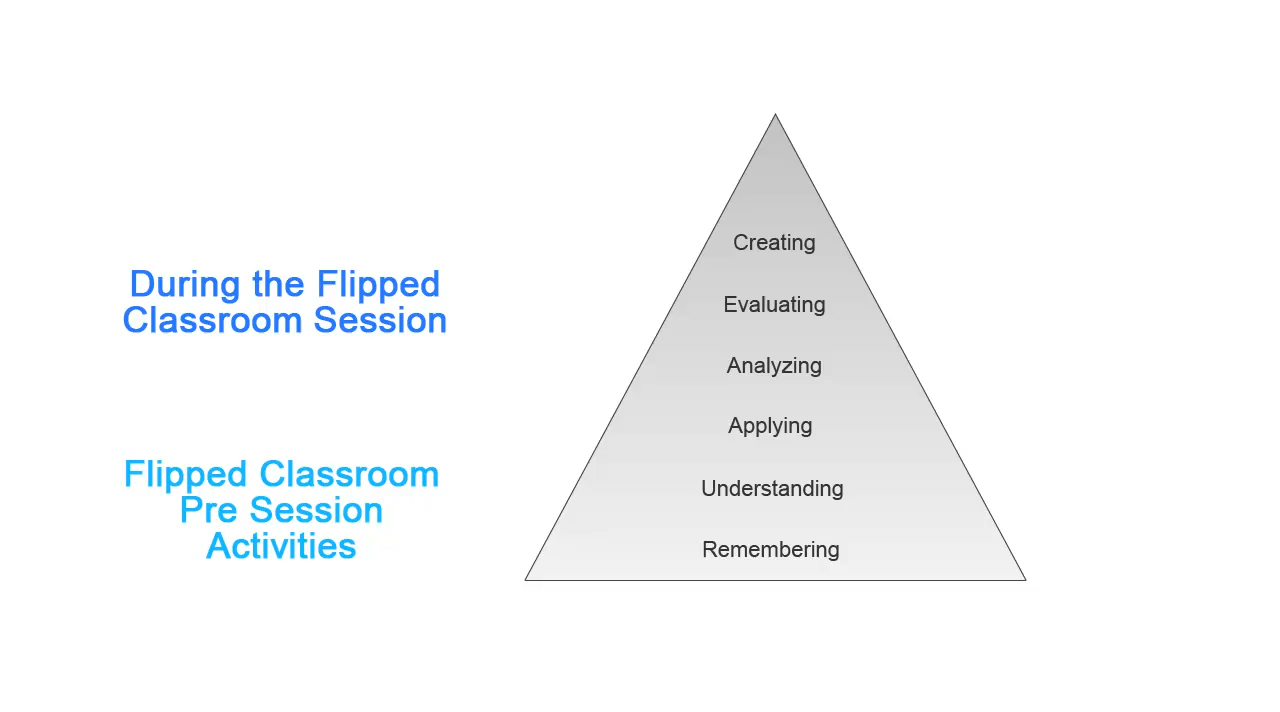 During the Flipped
Classroom Session
Flipped Classroom
Pre Session
Activities
Creating
Evaluating
Analyzing
Applying
Understanding
Remembering